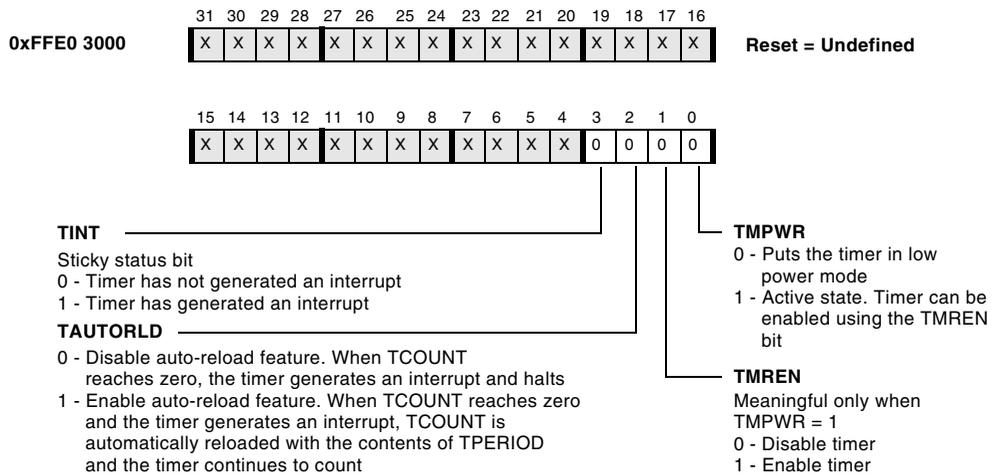 31 30 29 28 27 26 25 24 23 22 21 20 19 18 17 16
0xFFE0 3000 X X X X X X X X X X X X X X X X Reset = Undefined
15 14 13 12 11 10 9 8 7 6 5 4 3 2 1 0
X X X X X X X X X X X X 0 0 0 0
TINT
Sticky status bit
0 - Timer has not generated an interrupt
1 - Timer has generated an interrupt
TAUTORLD
0 - Disable auto-reload feature. When TCOUNT
reaches zero, the timer generates an interrupt and halts
1 - Enable auto-reload feature. When TCOUNT reaches zero
and the timer generates an interrupt, TCOUNT is
automatically reloaded with the contents of TPERIOD
and the timer continues to count
TMPWR
0 - Puts the timer in low
power mode
1 - Active state. Timer can be
enabled using the TMREN
bit
TMREN
Meaningful only when
TMPWR = 1
0 - Disable timer
1 - Enable timer